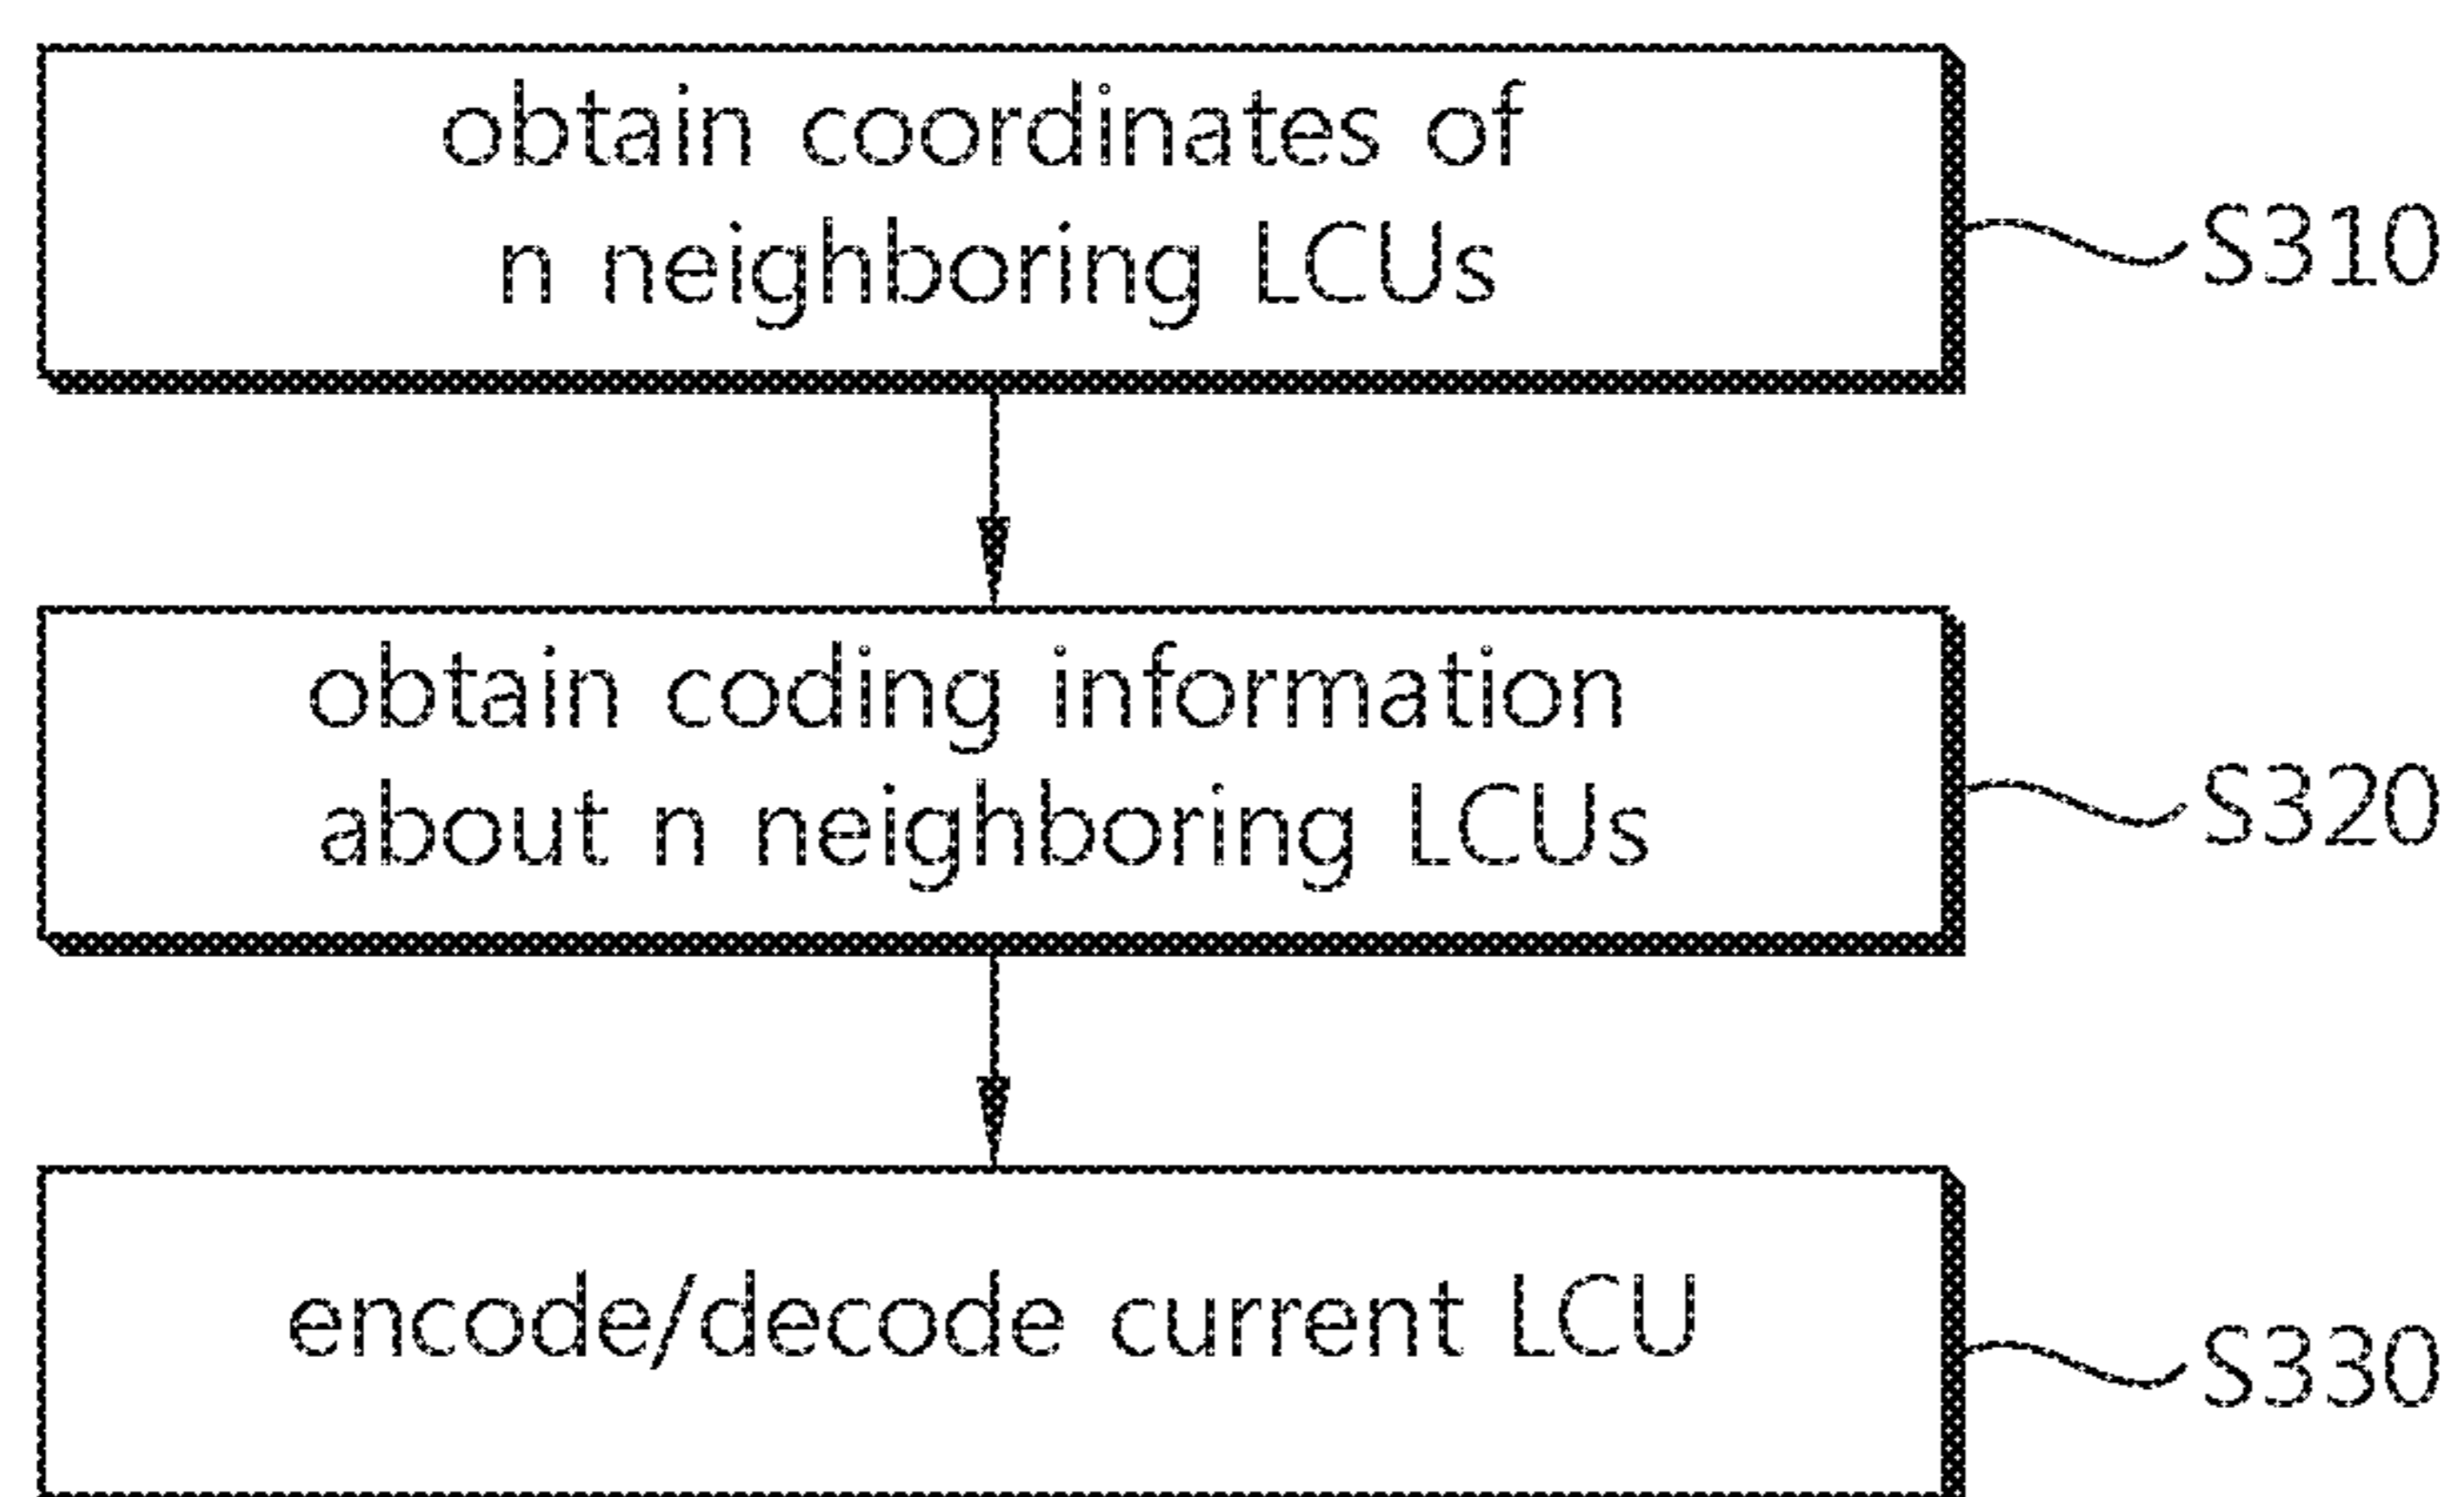 obtain coordinates of
n neighboring LCUs
S310
obtain coding information
about n neighboring LCUs
S320
encode/decode current LCU
S330